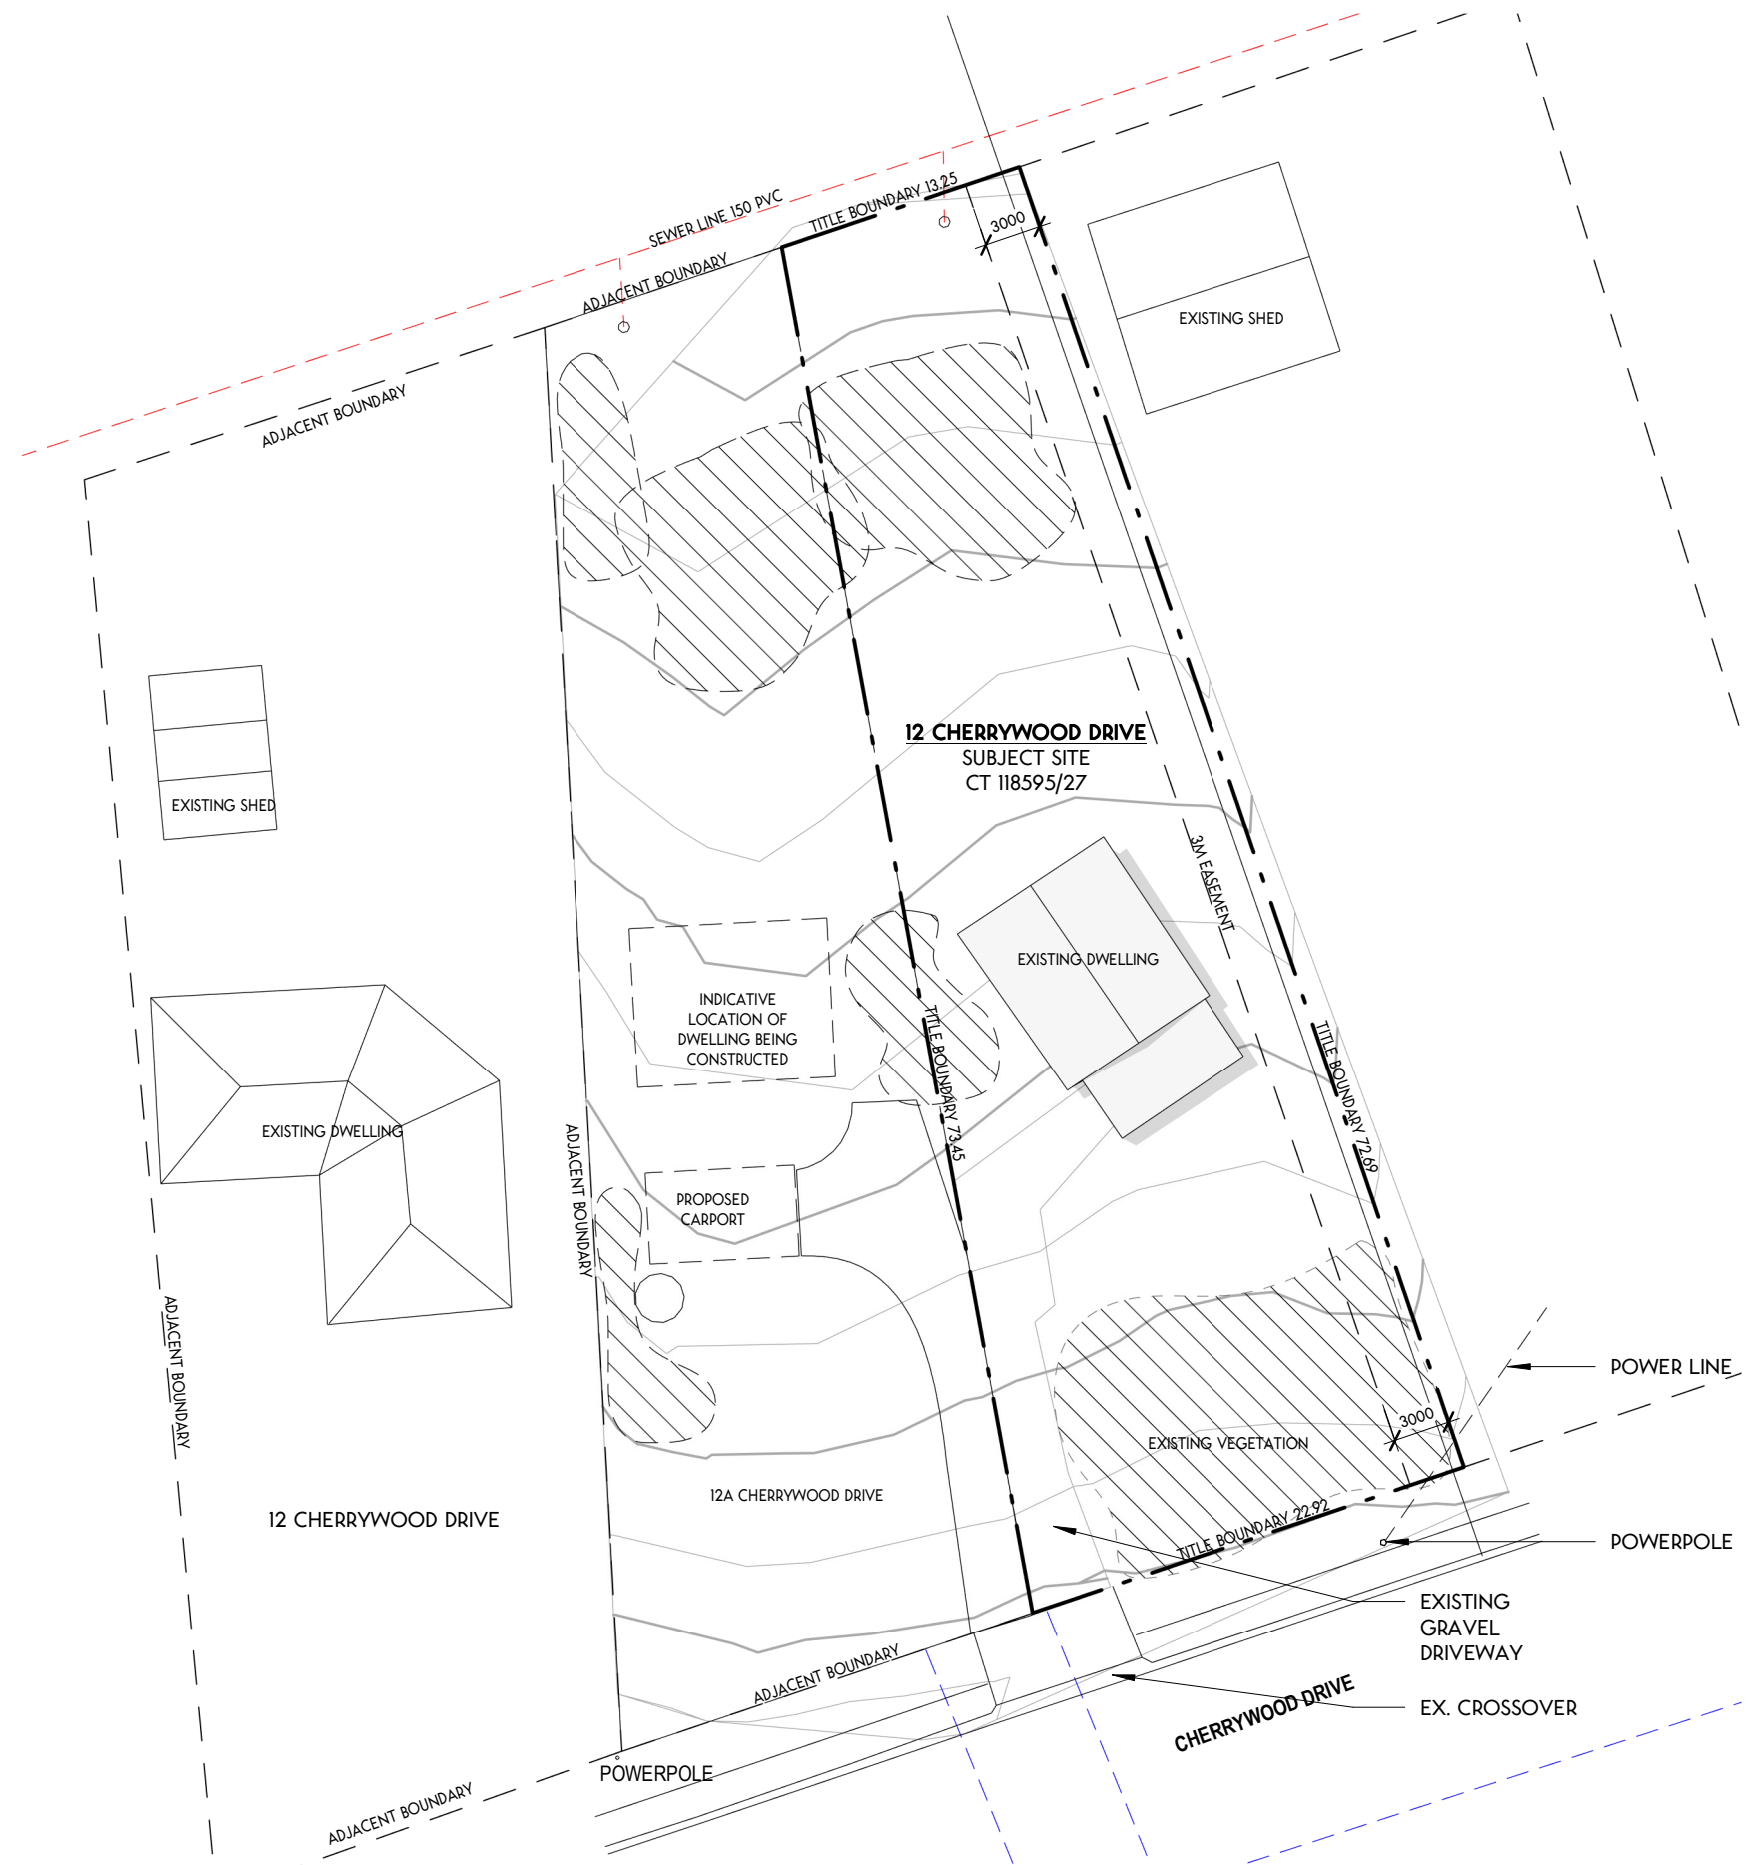 SEWER LINE 150 PVC
TITLE BOUNDARY 13.25
3000
ADJACENT BOUNDARY
EXISTING SHED
ADJACENT BOUNDARY
12 CHERRYWOOD DRIVE
SUBJECT SITE
CT 118595/27
EXISTING SHED
3M EASEMENT
EXISTING DWELLING
INDICATIVE
LOCATION OF
DWELLING BEING
CONSTRUCTED
TITLE BOUNDARY 73.45
TITLE BOUNDARY 72.69
EXISTING DWELLING
ADJACENT BOUNDARY
PROPOSED
CARPORT
ADJACENT BOUNDARY
POWER LINE
3000
EXISTING VEGETATION
12A CHERRYWOOD DRIVE
12 CHERRYWOOD DRIVE
TITLE BOUNDARY 22.92
POWERPOLE
EXISTING
GRAVEL
DRIVEWAY
ADJACENT BOUNDARY
CHERRYWOOD DRIVE
EX. CROSSOVER
POWERPOLE
ADJACENT BOUNDARY